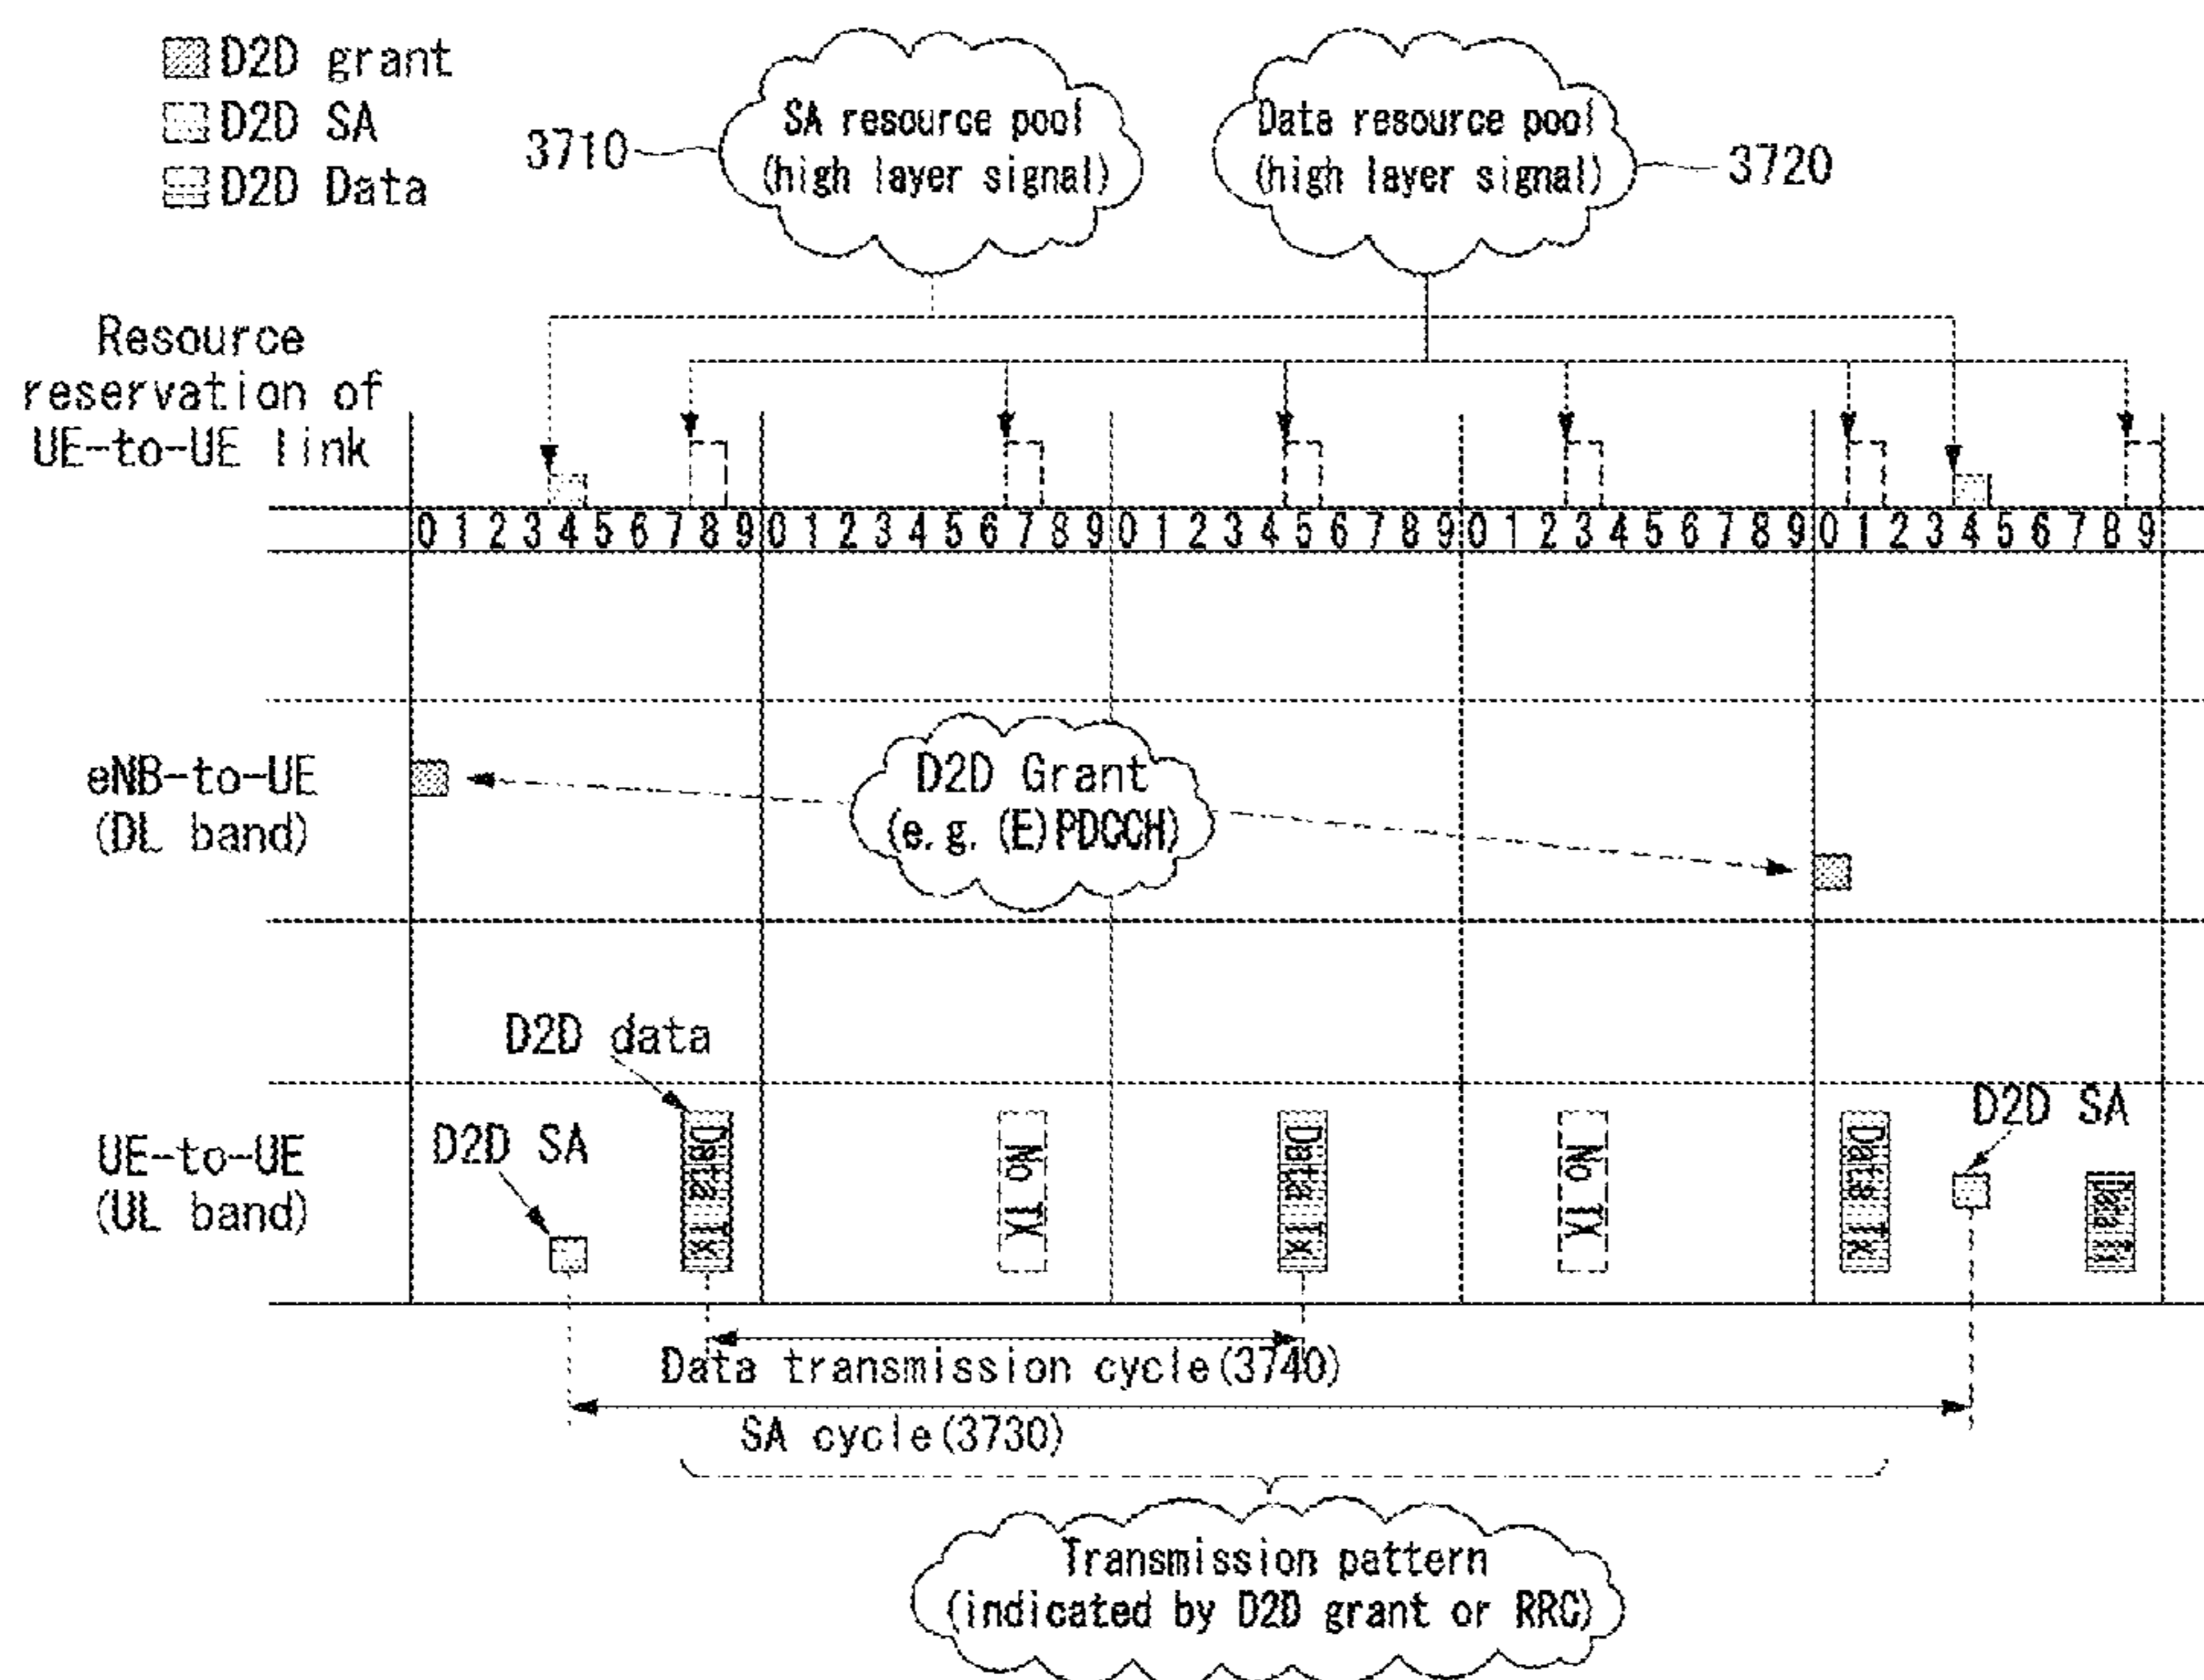 D2D grant
D2D SA
D2D Data
3710
SA resource pool
(high layer signal)
Data resource pool
(high layer signal)
3720
Resource
reservation of
UE-to-UE link
0 1 2 3 4 5 6 7 8 9 0 1 2 3 4 5 6 7 8 9 0 1 2 3 4 5 6 7 8 9 0 1 2 3 4 5 6 7 8 9 0 1 2 3 4 5 6 7 8 9
eNB-to-UE
(DL band)
D2D Grant
(e.g. (E)PDCCH)
UE-to-UE
(UL band)
D2D SA
D2D data
Data Tx
No TX
Data Tx
No TX
Data Tx
D2D SA
Data Tx
Data transmission cycle(3740)
SA cycle(3730)
Transmission pattern
(indicated by D2D grant or RRC)